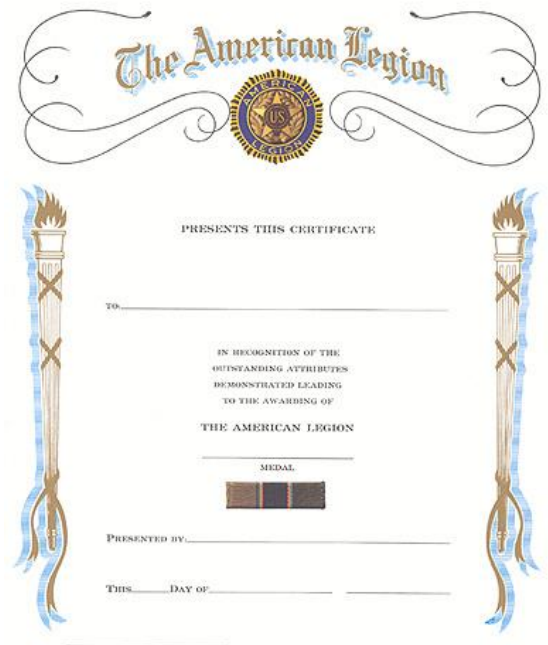 The American Legion
AMERICAN
US
LEGION
PRESENTS THIS CERTIFICATE
TO:
IN RECOGNITION OF THE
OUTSTANDING ATTRIBUTES
DEMONSTRATED LEADING
TO THE AWARDING OF
THE AMERICAN LEGION
MEDAL
PRESENTED BY:
THIS DAY OF